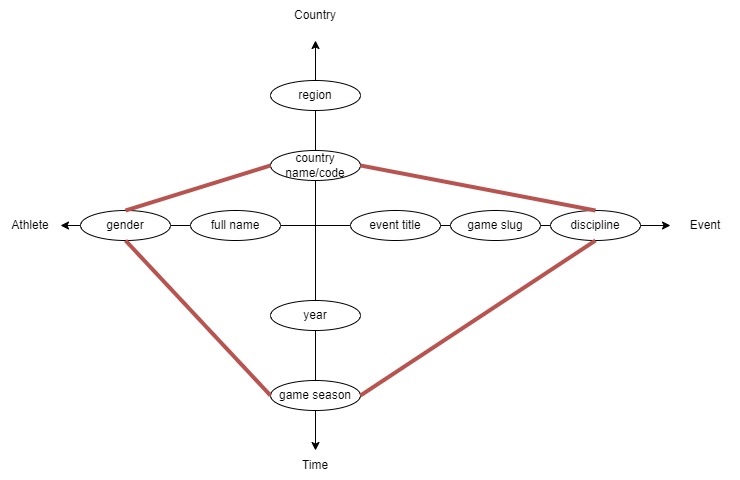 Country
region
country
name/code
Athlete
gender
full name
event title
game slug
discipline
Event
year
game season
Time